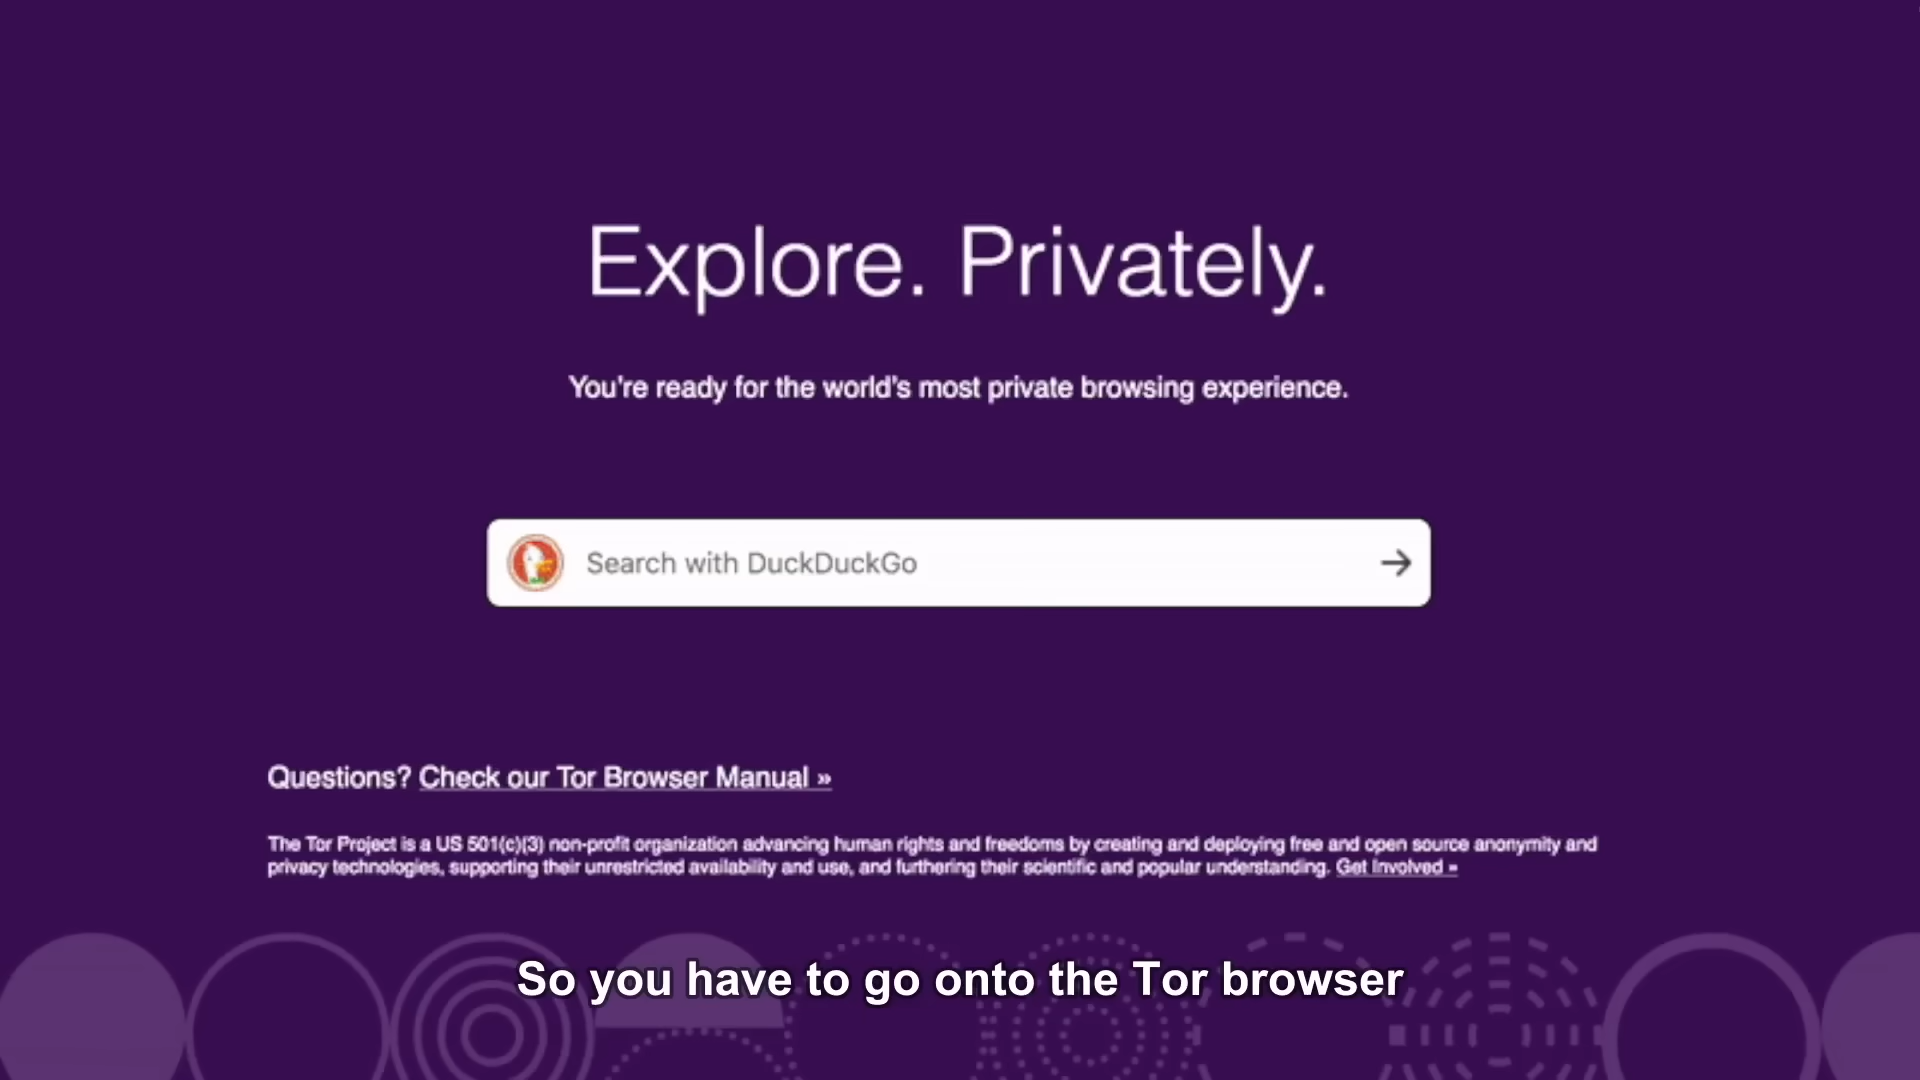 Explore. Privately.
You're ready for the world's most private browsing experience.
Search with DuckDuckGo
Questions? Check our Tor Browser Manual »
The Tor Project is a US 501(c)(3) non-profit organization advancing human rights and freedoms by creating and deploying free and open source anonymity and
privacy technologies, supporting their unrestricted availability and use, and furthering their scientific and popular understanding. Get Involved »
So you have to go onto the Tor browser